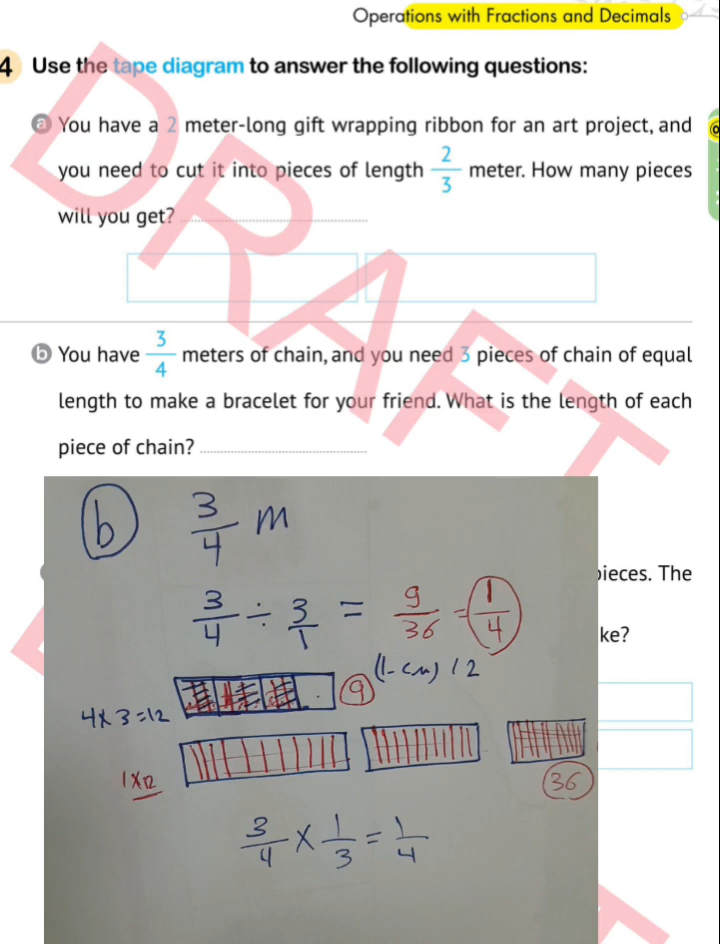 Operations with Fractions and Decimals
4 Use the tape diagram to answer the following questions:
a You have a 2 meter-long gift wrapping ribbon for an art project, and
you need to cut it into pieces of length 2/3 meter. How many pieces
will you get?
b You have 3/4 meters of chain, and you need 3 pieces of chain of equal
length to make a bracelet for your friend. What is the length of each
piece of chain?
DRAFT
b 3/4 m
3/4 ÷ 3/1 = 9/36 = 1/4
ieces. The
ke?
4x3=12 9 12
1x12
36
3/4 x 1/3 = 1/4